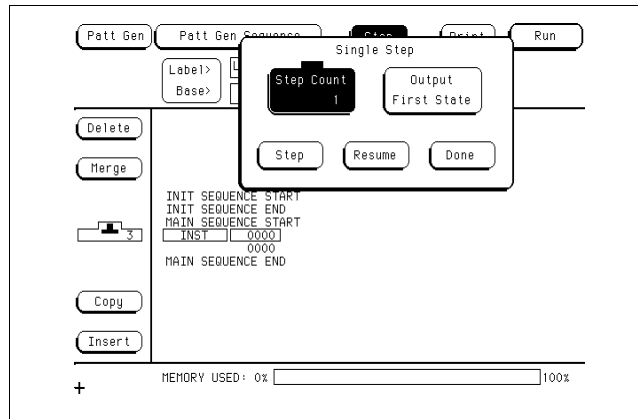 Patt Gen Patt Gen Sequence Step Print Run
Single Step
Label>
Base>
Step Count
1
Output
First State
Delete
Merge
Step Resume Done
INIT SEQUENCE START
INIT SEQUENCE END
MAIN SEQUENCE START
3 INST 0000
0000
MAIN SEQUENCE END
Copy
Insert
MEMORY USED: 0% 100%